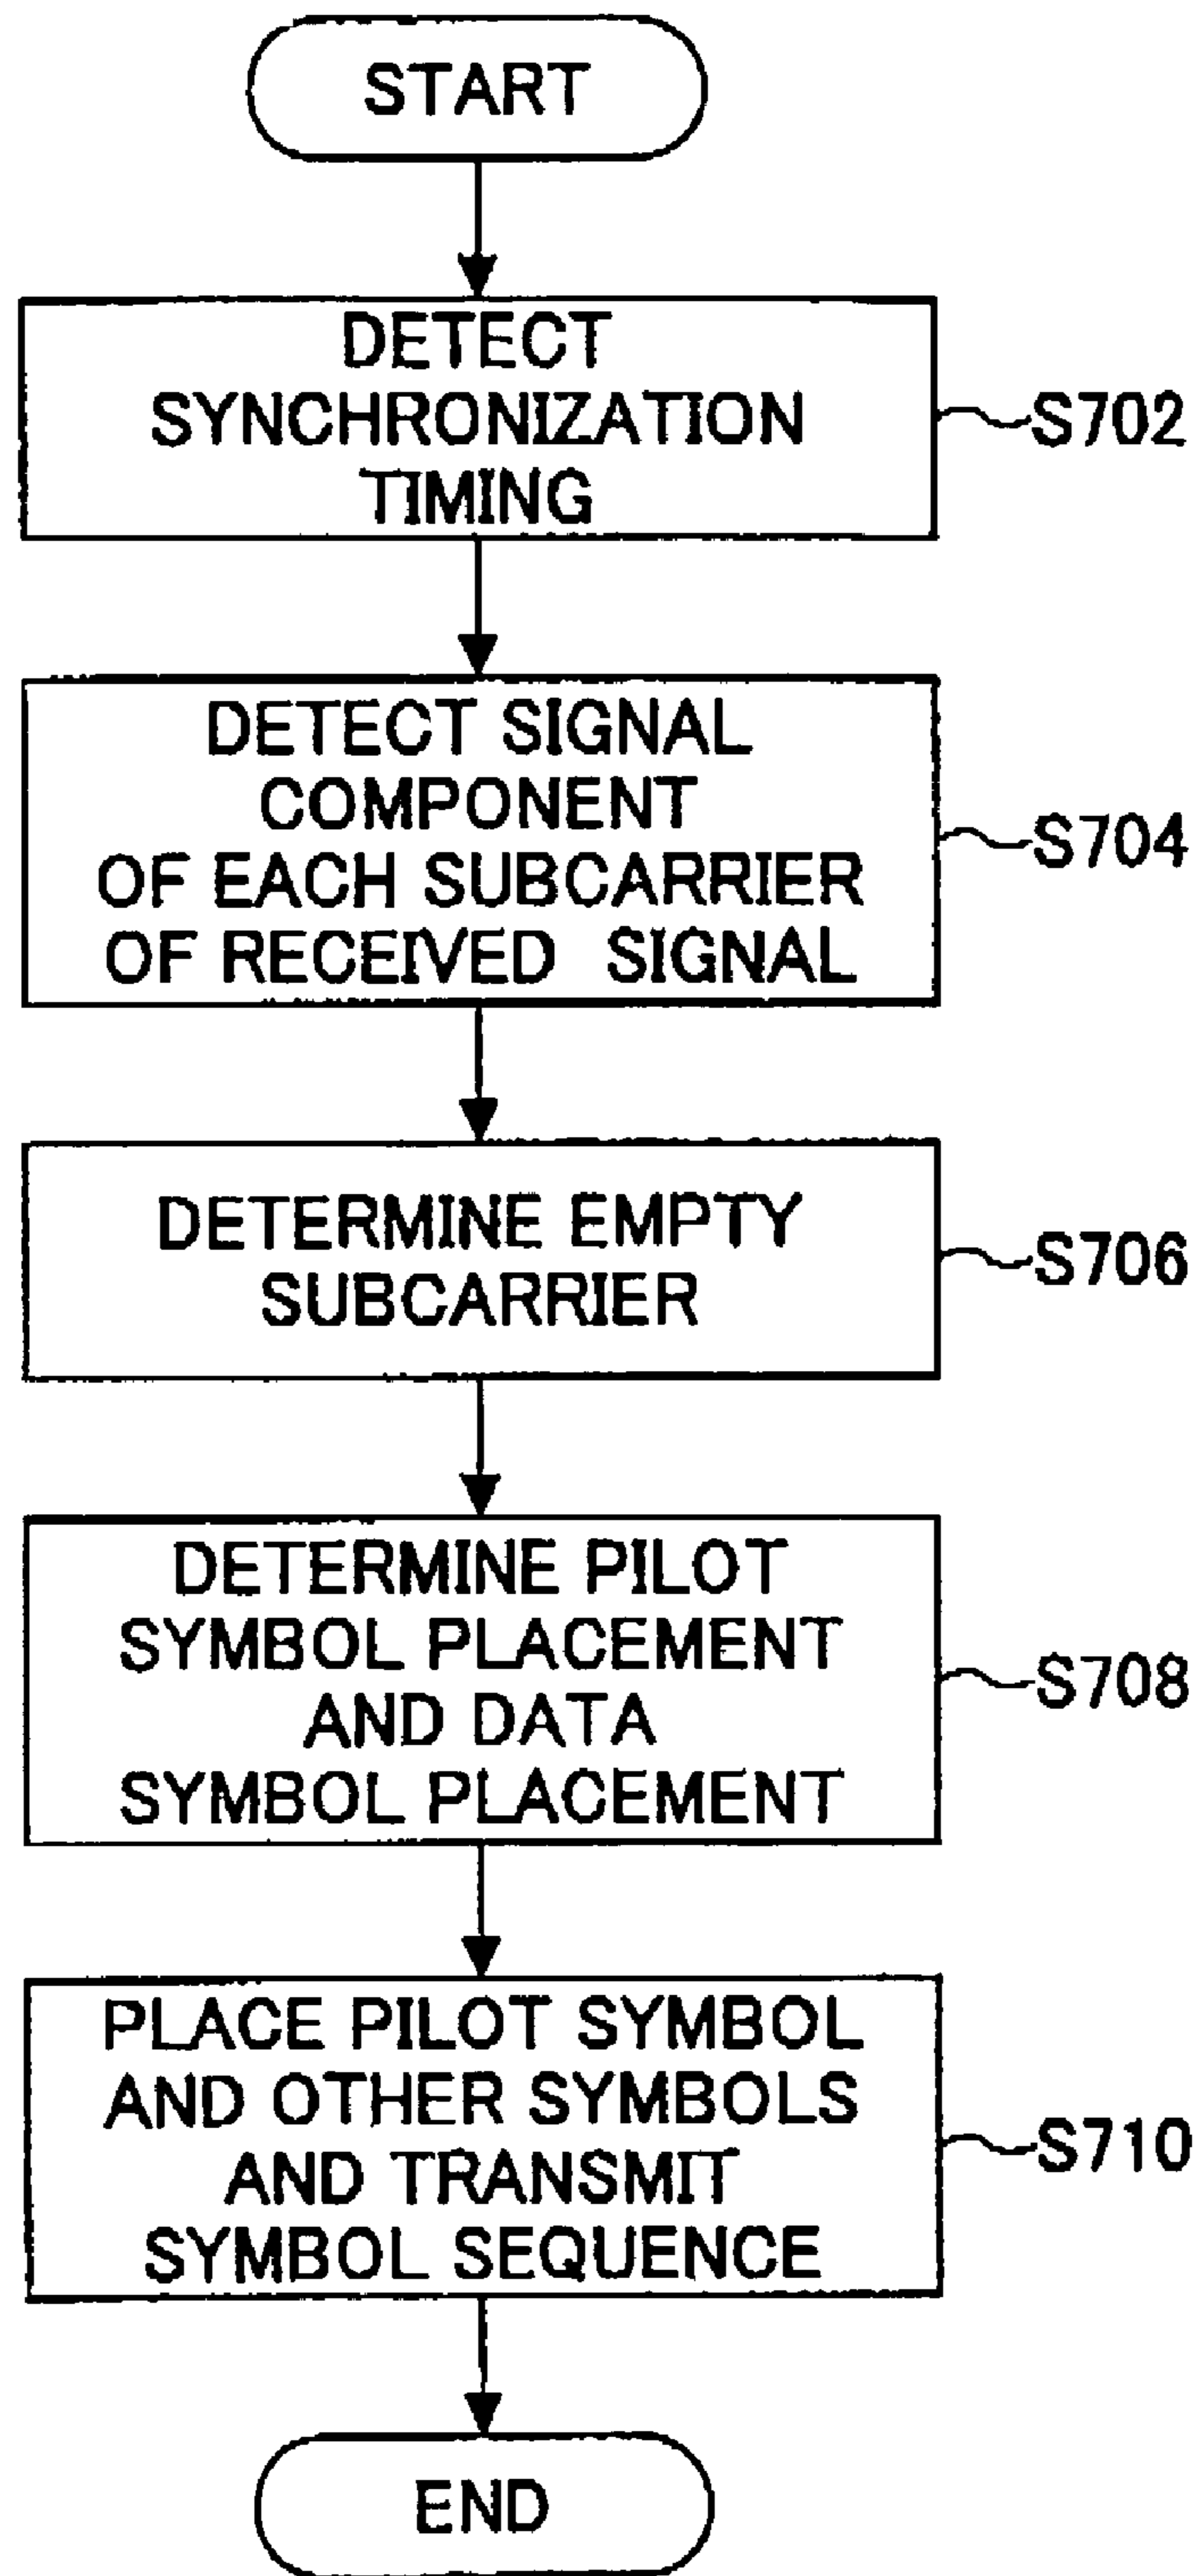 START
DETECT
SYNCHRONIZATION
TIMING
S702
DETECT SIGNAL
COMPONENT
OF EACH SUBCARRIER
OF RECEIVED SIGNAL
S704
DETERMINE EMPTY
SUBCARRIER
S706
DETERMINE PILOT
SYMBOL PLACEMENT
AND DATA
SYMBOL PLACEMENT
S708
PLACE PILOT SYMBOL
AND OTHER SYMBOLS
AND TRANSMIT
SYMBOL SEQUENCE
S710
END